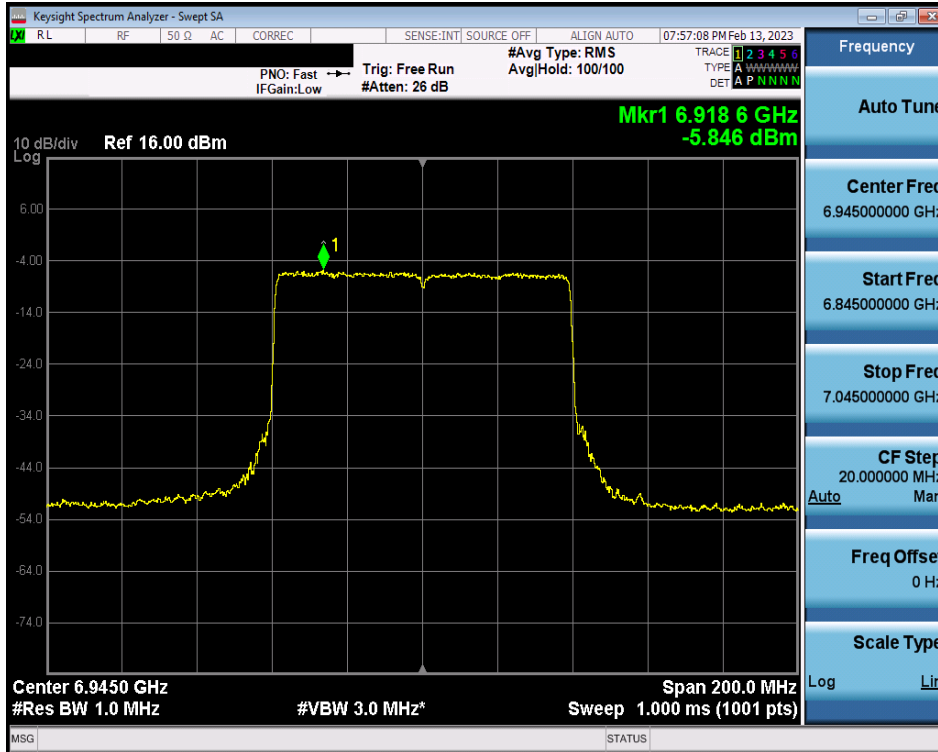 Keysight Spectrum Analyzer - Swept SA
LXI RL RF 50 Ω AC CORREC SENSE:INT SOURCE OFF ALIGN AUTO 07:57:08 PM Feb 13, 2023
PNO: Fast
IFGain:Low
Trig: Free Run
#Atten: 26 dB
#Avg Type: RMS
Avg|Hold: 100/100
TRACE 1 2 3 4 5 6
TYPE A WWWWW
DET A P N N N N
Mkr1 6.918 6 GHz
-5.846 dBm
10 dB/div
Log
Ref 16.00 dBm
6.00
-4.00
-14.0
-24.0
-34.0
-44.0
-54.0
-64.0
-74.0
1
Center 6.9450 GHz
Span 200.0 MHz
#Res BW 1.0 MHz
#VBW 3.0 MHz*
Sweep 1.000 ms (1001 pts)
MSG
STATUS
Frequency
Auto Tune
Center Freq
6.945000000 GHz
Start Freq
6.845000000 GHz
Stop Freq
7.045000000 GHz
CF Step
20.000000 MHz
Auto Man
Freq Offset
0 Hz
Scale Type
Log Lin